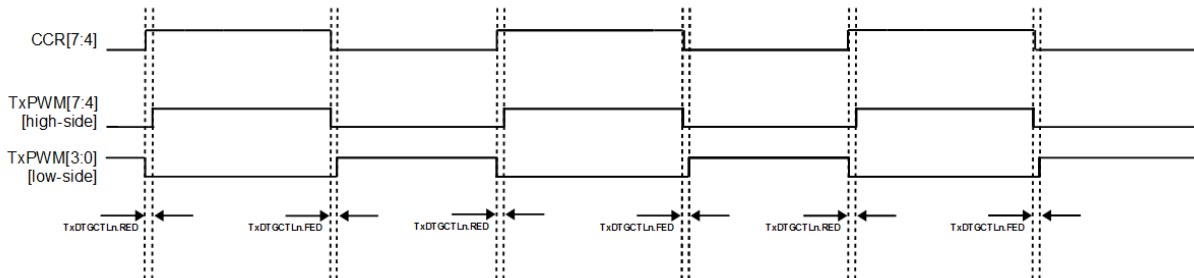 CCR[7:4]
TxPWM[7:4]
[high-side]
TxPWM[3:0]
[low-side]
TxDTGCTLn.RED
TxDTGCTLn.FED
TxDTGCTLn.RED
TxDTGCTLn.FED
TxDTGCTLn.RED
TxDTGCTLn.FED